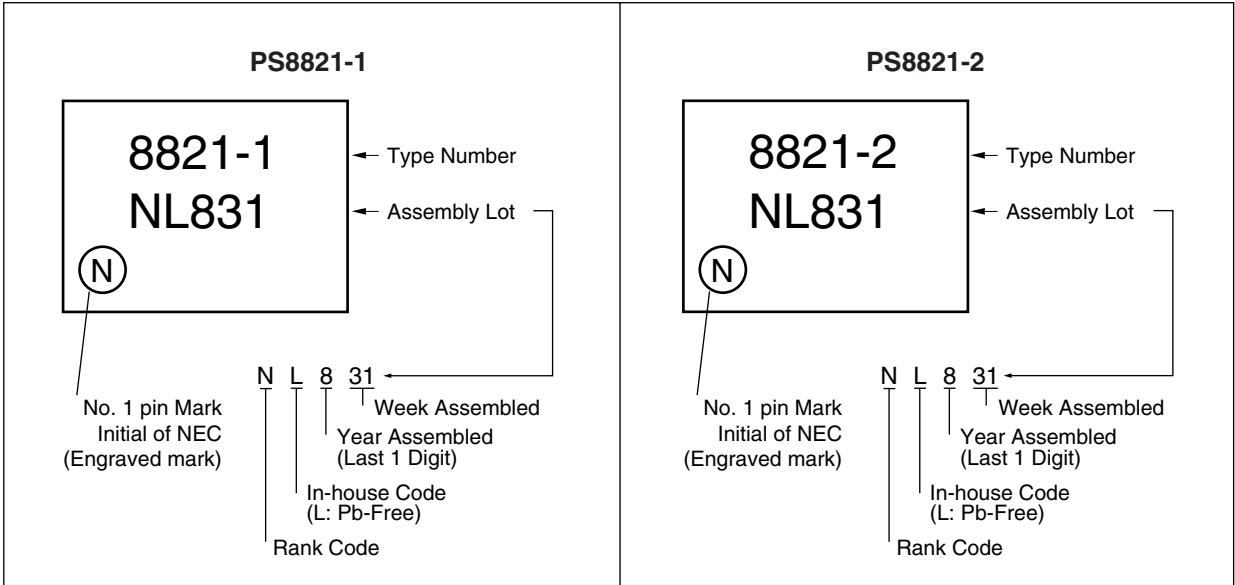 PS8821-1
8821-1
Type Number
NL831
Assembly Lot
N
N L 8 31
No. 1 pin Mark
Initial of NEC
(Engraved mark)
Week Assembled
Year Assembled
(Last 1 Digit)
In-house Code
(L: Pb-Free)
Rank Code
PS8821-2
8821-2
Type Number
NL831
Assembly Lot
N
N L 8 31
No. 1 pin Mark
Initial of NEC
(Engraved mark)
Week Assembled
Year Assembled
(Last 1 Digit)
In-house Code
(L: Pb-Free)
Rank Code